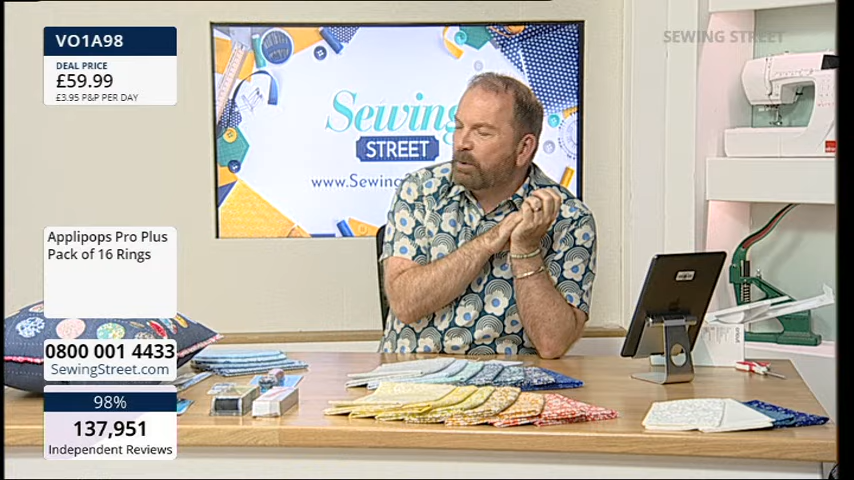 VO1A98
DEAL PRICE
£59.99
£3.95 P&P PER DAY
SEWING STREET
Sewing
STREET
www.Sewing
Applipops Pro Plus
Pack of 16 Rings
0800 001 4433
SewingStreet.com
98%
137,951
Independent Reviews